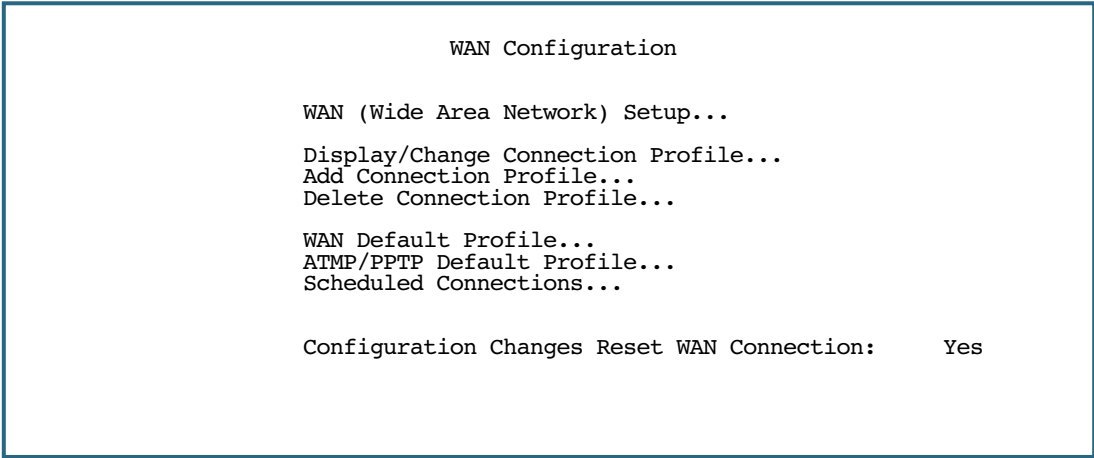 WAN Configuration
WAN (Wide Area Network) Setup...
Display/Change Connection Profile...
Add Connection Profile...
Delete Connection Profile...
WAN Default Profile...
ATMP/PPTP Default Profile...
Scheduled Connections...
Configuration Changes Reset WAN Connection: Yes